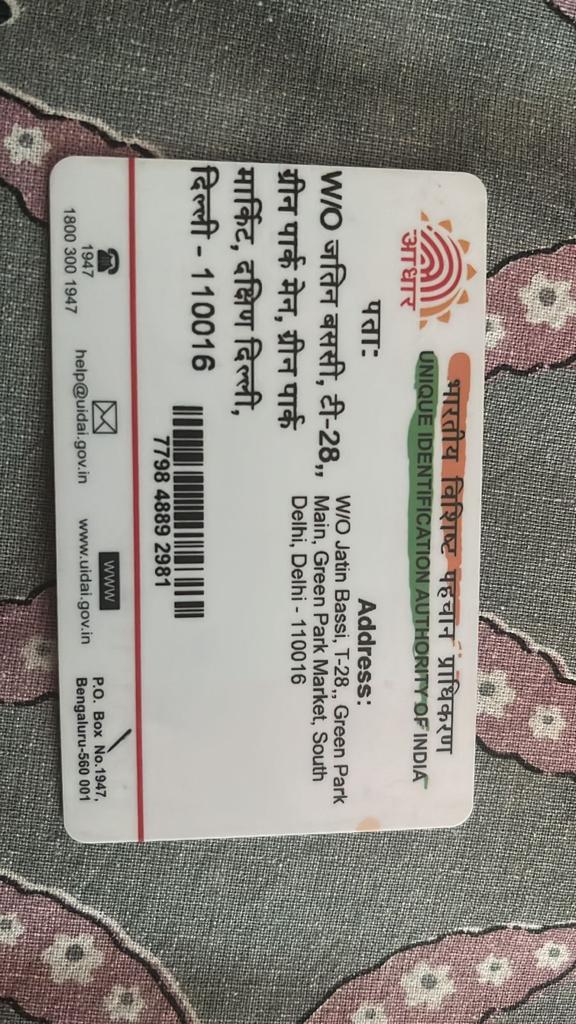 भारतीय विशिष्ट पहचान प्राधिकरण
UNIQUE IDENTIFICATION AUTHORITY OF INDIA
आधार
पता:
W/O जतिन बससी, टी-28,,
ग्रीन पार्क मेन, ग्रीन पार्क
मार्किट, दक्षिण दिल्ली,
दिल्ली - 110016
Address:
W/O Jatin Bassi, T-28,, Green Park
Main, Green Park Market, South
Delhi, Delhi - 110016
7798 4889 2981
1947
1800 300 1947
help@uidai.gov.in
www
www.uidai.gov.in
P.O. Box No.1947,
Bengaluru-560 001